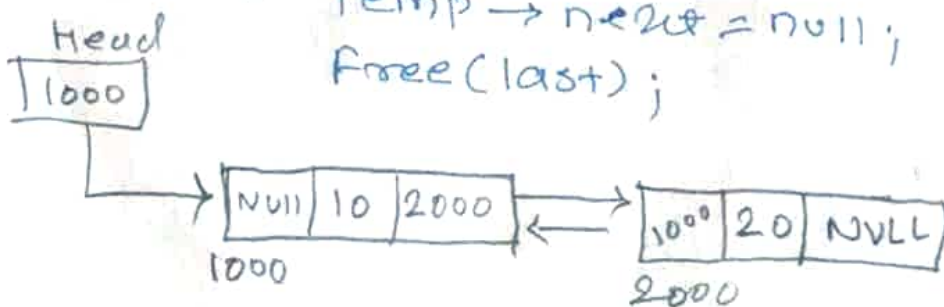 Temp → next = null;
Head
free(last);
1000
Null 10 2000
1000 20 NULL
1000
2000